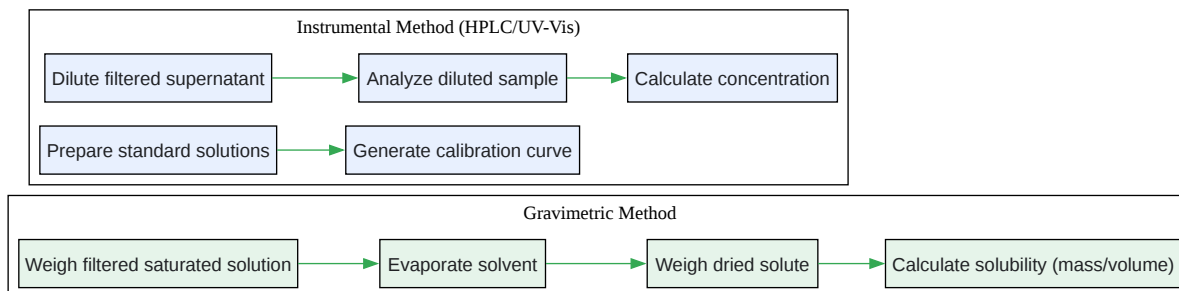 Instrumental Method (HPLC/UV-Vis)
Dilute filtered supernatant
Analyze diluted sample
Calculate concentration
Prepare standard solutions
Generate calibration curve
Gravimetric Method
Weigh filtered saturated solution
Evaporate solvent
Weigh dried solute
Calculate solubility (mass/volume)